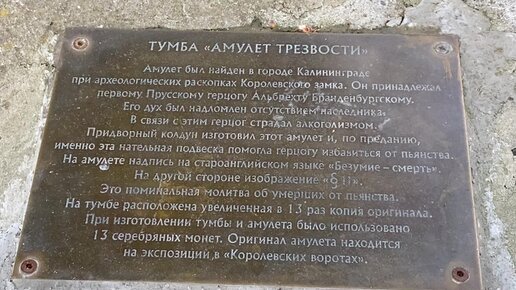 ТУМБА «АМУЛЕТ ТРЕЗВОСТИ»
Амулет был найден в городе Калининграде
при археологических раскопках Королевского замка. Он принадлежал
первому Прусскому герцогу Альбрехту Бранденбургскому.
Его дух был надломлен отсутствием наследника.
В связи с этим герцог страдал алкоголизмом.
Придворный колдун изготовил этот амулет и, по преданию,
именно эта нательная подвеска помогла герцогу избавиться от пьянства.
На амулете надпись на староанглийском языке «Безумие – смерть».
На другой стороне изображение
Это поминальная молитва об умерших от пьянства.
На тумбе расположена увеличенная в 13 раз копия оригинала.
При изготовлении тумбы и амулета было использовано
13 серебряных монет. Оригинал амулета находится
на экспозиции в «Королевских воротах».